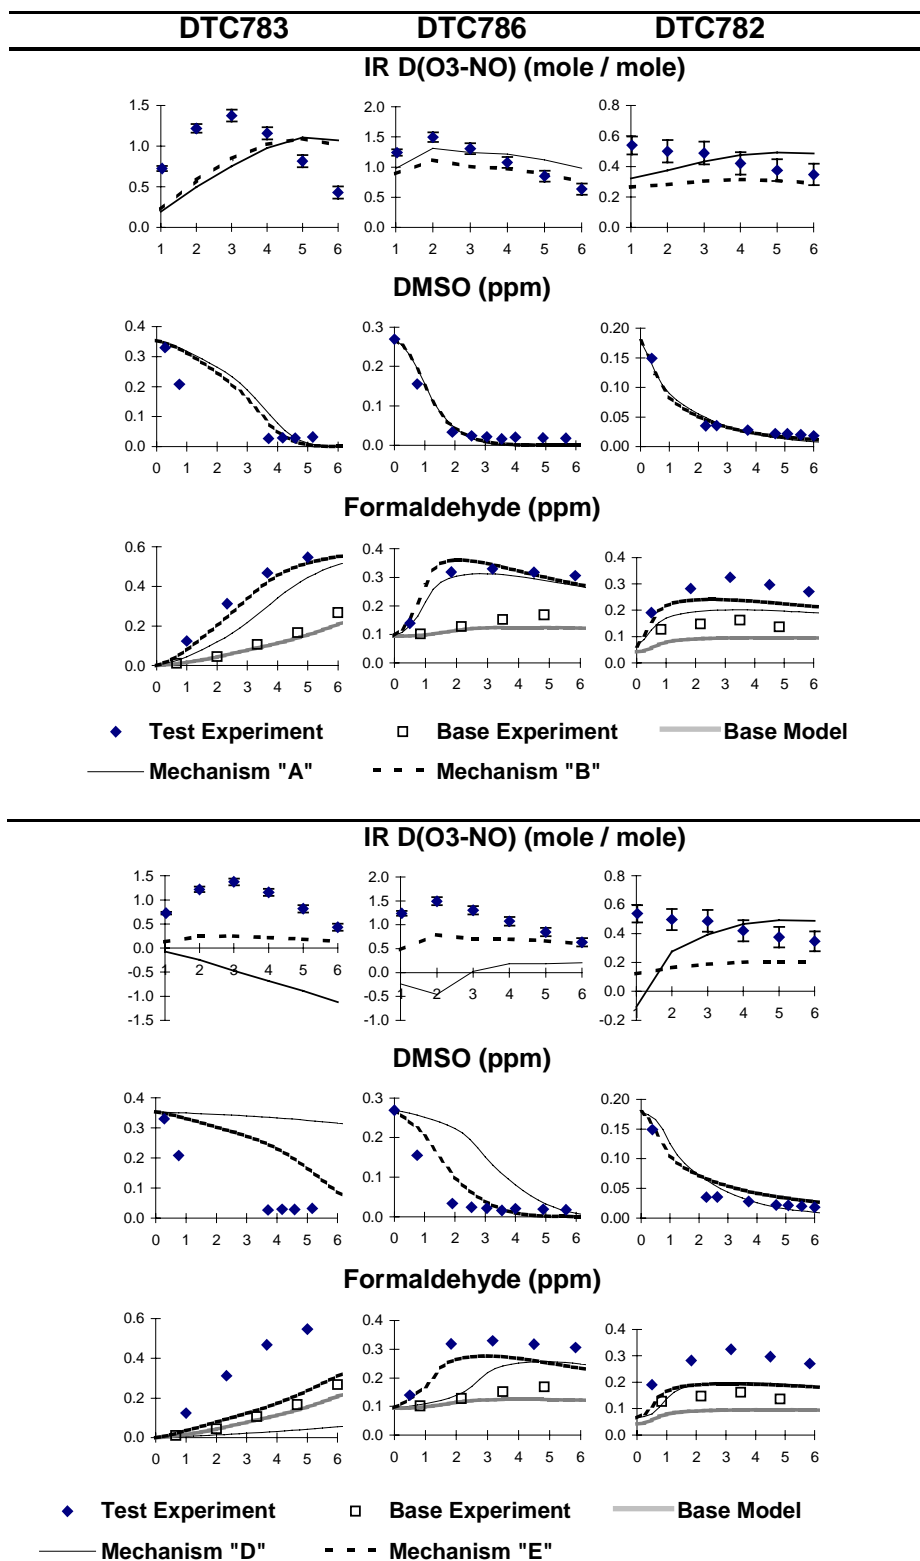 DTC783 DTC786 DTC782
IR D(O3-NO) (mole / mole)
1.5 2.0 0.8
1.0 1.5 0.6
0.5 1.0 0.4
0.0 0.5 0.2
0.0 0.0
1 2 3 4 5 6 1 2 3 4 5 6 1 2 3 4 5 6
DMSO (ppm)
0.4 0.3 0.20
0.3 0.2 0.15
0.2 0.1 0.10
0.1 0.0 0.05
0.0 0.00
0 1 2 3 4 5 6 0 1 2 3 4 5 6 0 1 2 3 4 5 6
Formaldehyde (ppm)
0.6 0.4 0.4
0.4 0.3 0.3
0.2 0.2 0.2
0.0 0.1 0.1
0.0 0.0
0 1 2 3 4 5 6 0 1 2 3 4 5 6 0 1 2 3 4 5 6
Test Experiment Base Experiment Base Model
Mechanism "A" Mechanism "B"
IR D(O3-NO) (mole / mole)
1.5 2.0 0.8
1.0 1.5 0.6
0.5 1.0 0.4
0.0 0.5 0.2
-0.5 0.0 0.0
-1.0 -0.5 -0.2
-1.5 -1.0
1 2 3 4 5 6 1 2 3 4 5 6 1 2 3 4 5 6
DMSO (ppm)
0.4 0.3 0.20
0.3 0.2 0.15
0.2 0.1 0.10
0.1 0.0 0.05
0.0 0.00
0 1 2 3 4 5 6 0 1 2 3 4 5 6 0 1 2 3 4 5 6
Formaldehyde (ppm)
0.6 0.4 0.4
0.4 0.3 0.3
0.2 0.2 0.2
0.0 0.1 0.1
0.0 0.0
0 1 2 3 4 5 6 0 1 2 3 4 5 6 0 1 2 3 4 5 6
Test Experiment Base Experiment Base Model
Mechanism "D" Mechanism "E"